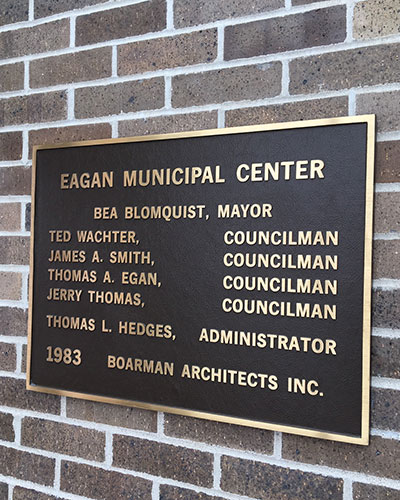 EAGAN MUNICIPAL CENTER
BEA BLOMQUIST, MAYOR
TED WACHTER, COUNCILMAN
JAMES A. SMITH, COUNCILMAN
THOMAS A. EGAN, COUNCILMAN
JERRY THOMAS, COUNCILMAN
THOMAS L. HEDGES, ADMINISTRATOR
1983 BOARMAN ARCHITECTS INC.